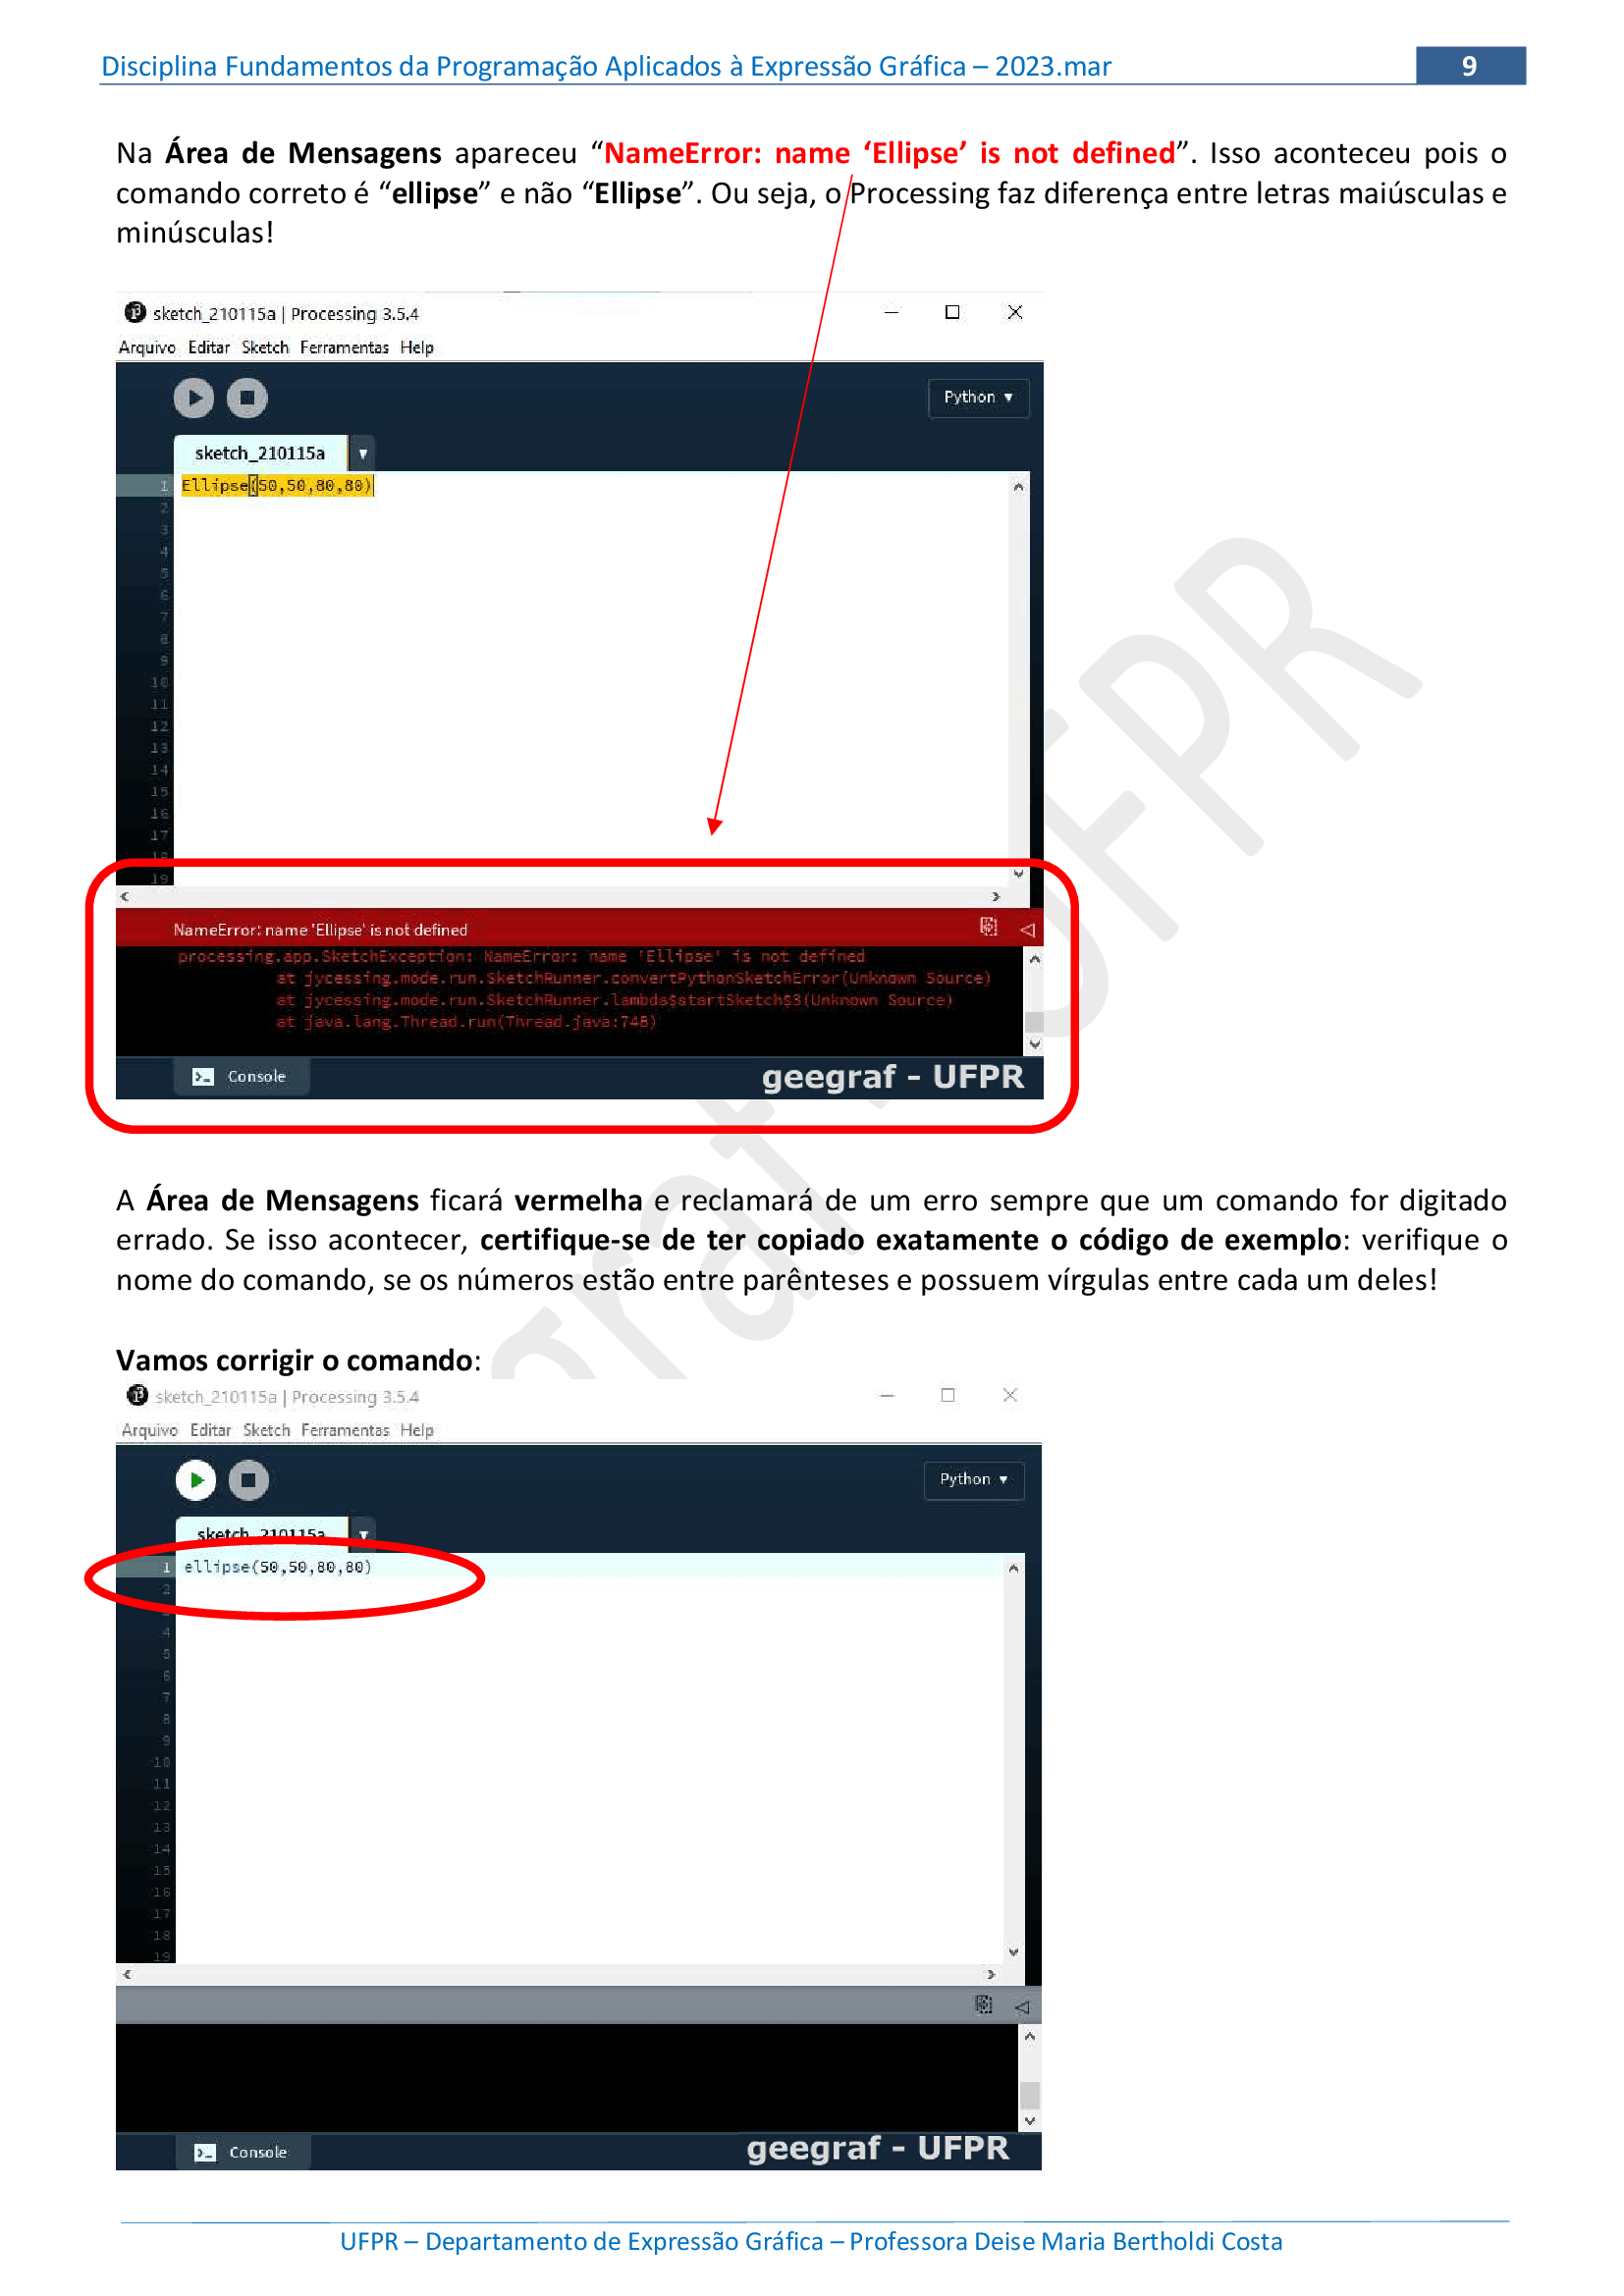 Disciplina Fundamentos da Programação Aplicados à Expressão Gráfica – 2023.mar
9
Na Área de Mensagens apareceu “NameError: name ‘Ellipse’ is not defined”. Isso aconteceu pois o
comando correto é “ellipse” e não “Ellipse”. Ou seja, o Processing faz diferença entre letras maiúsculas e
minúsculas!
sketch_210115a | Processing 3.5.4
Arquivo Editar Sketch Ferramentas Help
Python
sketch_210115a
1 Ellipse(50,50,80,80)
2
3
4
5
6
7
8
9
10
11
12
13
14
15
16
17
18
19
NameError: name 'Ellipse' is not defined
processing.app.SketchException: NameError: name 'Ellipse' is not defined
at jycessing.mode.run.SketchRunner.convertPythonSketchError(Unknown Source)
at jycessing.mode.run.SketchRunner.lambda$startSketch$3(Unknown Source)
at java.lang.Thread.run(Thread.java:748)
Console
geegraf - UFPR
A Área de Mensagens ficará vermelha e reclamará de um erro sempre que um comando for digitado
errado. Se isso acontecer, certifique-se de ter copiado exatamente o código de exemplo: verifique o
nome do comando, se os números estão entre parênteses e possuem vírgulas entre cada um deles!
Vamos corrigir o comando:
sketch_210115a | Processing 3.5.4
Arquivo Editar Sketch Ferramentas Help
Python
sketch_210115a
1 ellipse(50,50,80,80)
2
4
5
6
7
8
9
10
11
12
13
14
15
16
17
18
19
Console
geegraf - UFPR
UFPR – Departamento de Expressão Gráfica – Professora Deise Maria Bertholdi Costa